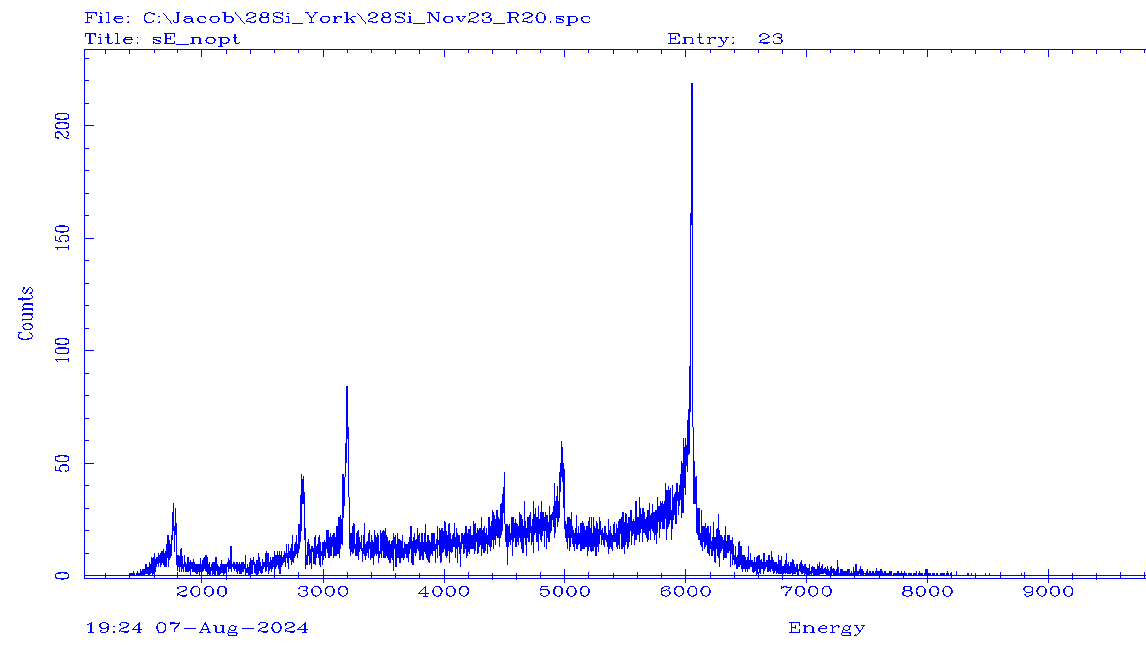 File: C:\Jacob\28Si_York\28Si_Nov23_R20.spc
Title: sE_nopt Entry: 23
200
150
100
50
0
Counts
2000 3000 4000 5000 6000 7000 8000 9000
19:24 07-Aug-2024 Energy